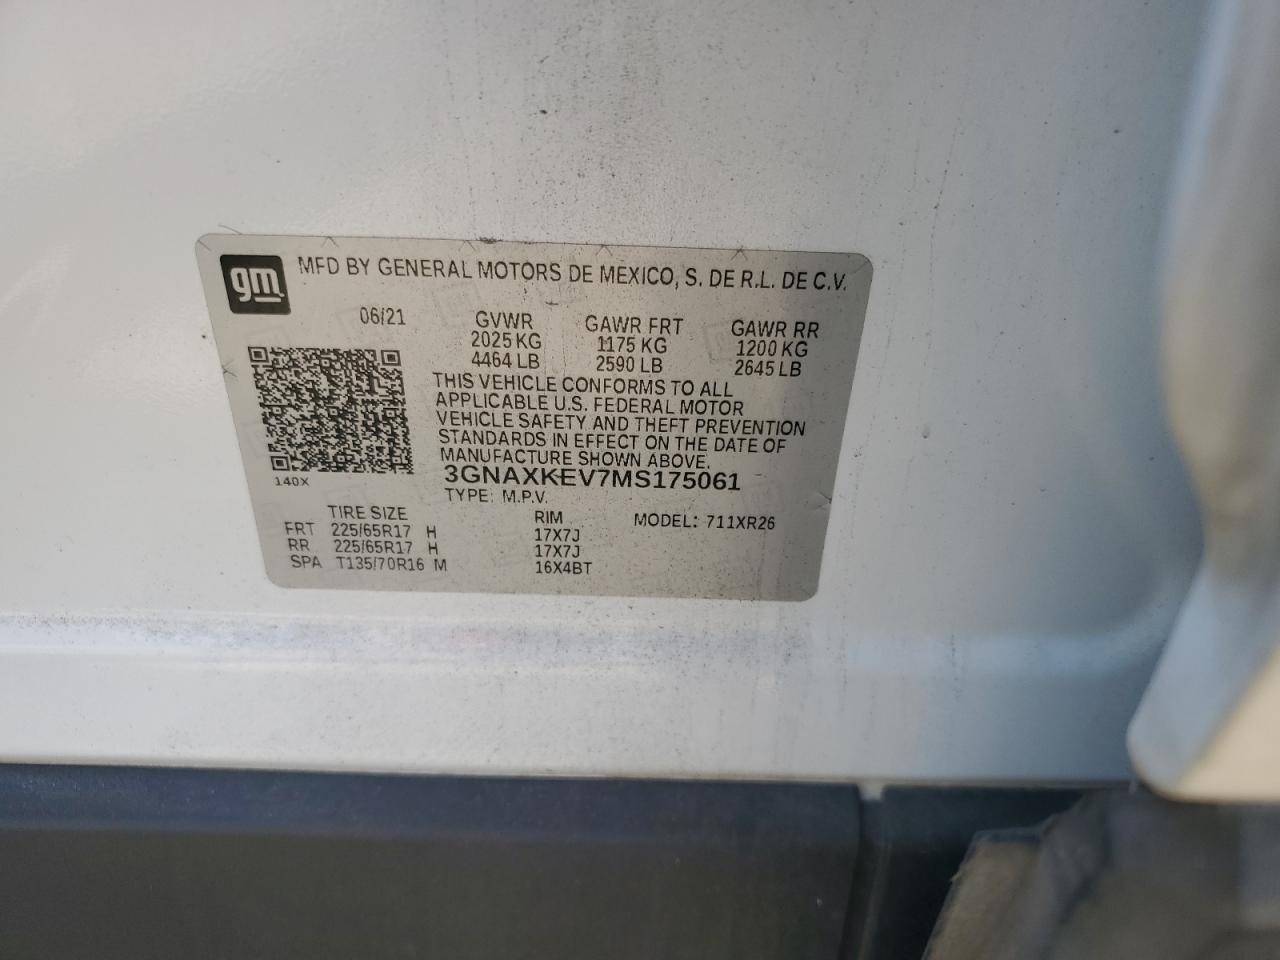 gm MFD BY GENERAL MOTORS DE MEXICO, S. DE R.L. DE C.V.
06/21 GVWR GAWR FRT GAWR RR
2025 KG 1175 KG 1200 KG
4464 LB 2590 LB 2645 LB
THIS VEHICLE CONFORMS TO ALL
APPLICABLE U.S. FEDERAL MOTOR
VEHICLE SAFETY AND THEFT PREVENTION
STANDARDS IN EFFECT ON THE DATE OF
MANUFACTURE SHOWN ABOVE.
140X
3GNAXKEV7MS175061
TYPE: M.P.V.
TIRE SIZE RIM MODEL: 711XR26
FRT 225/65R17 H 17X7J
RR 225/65R17 H 17X7J
SPA T135/70R16 M 16X4BT